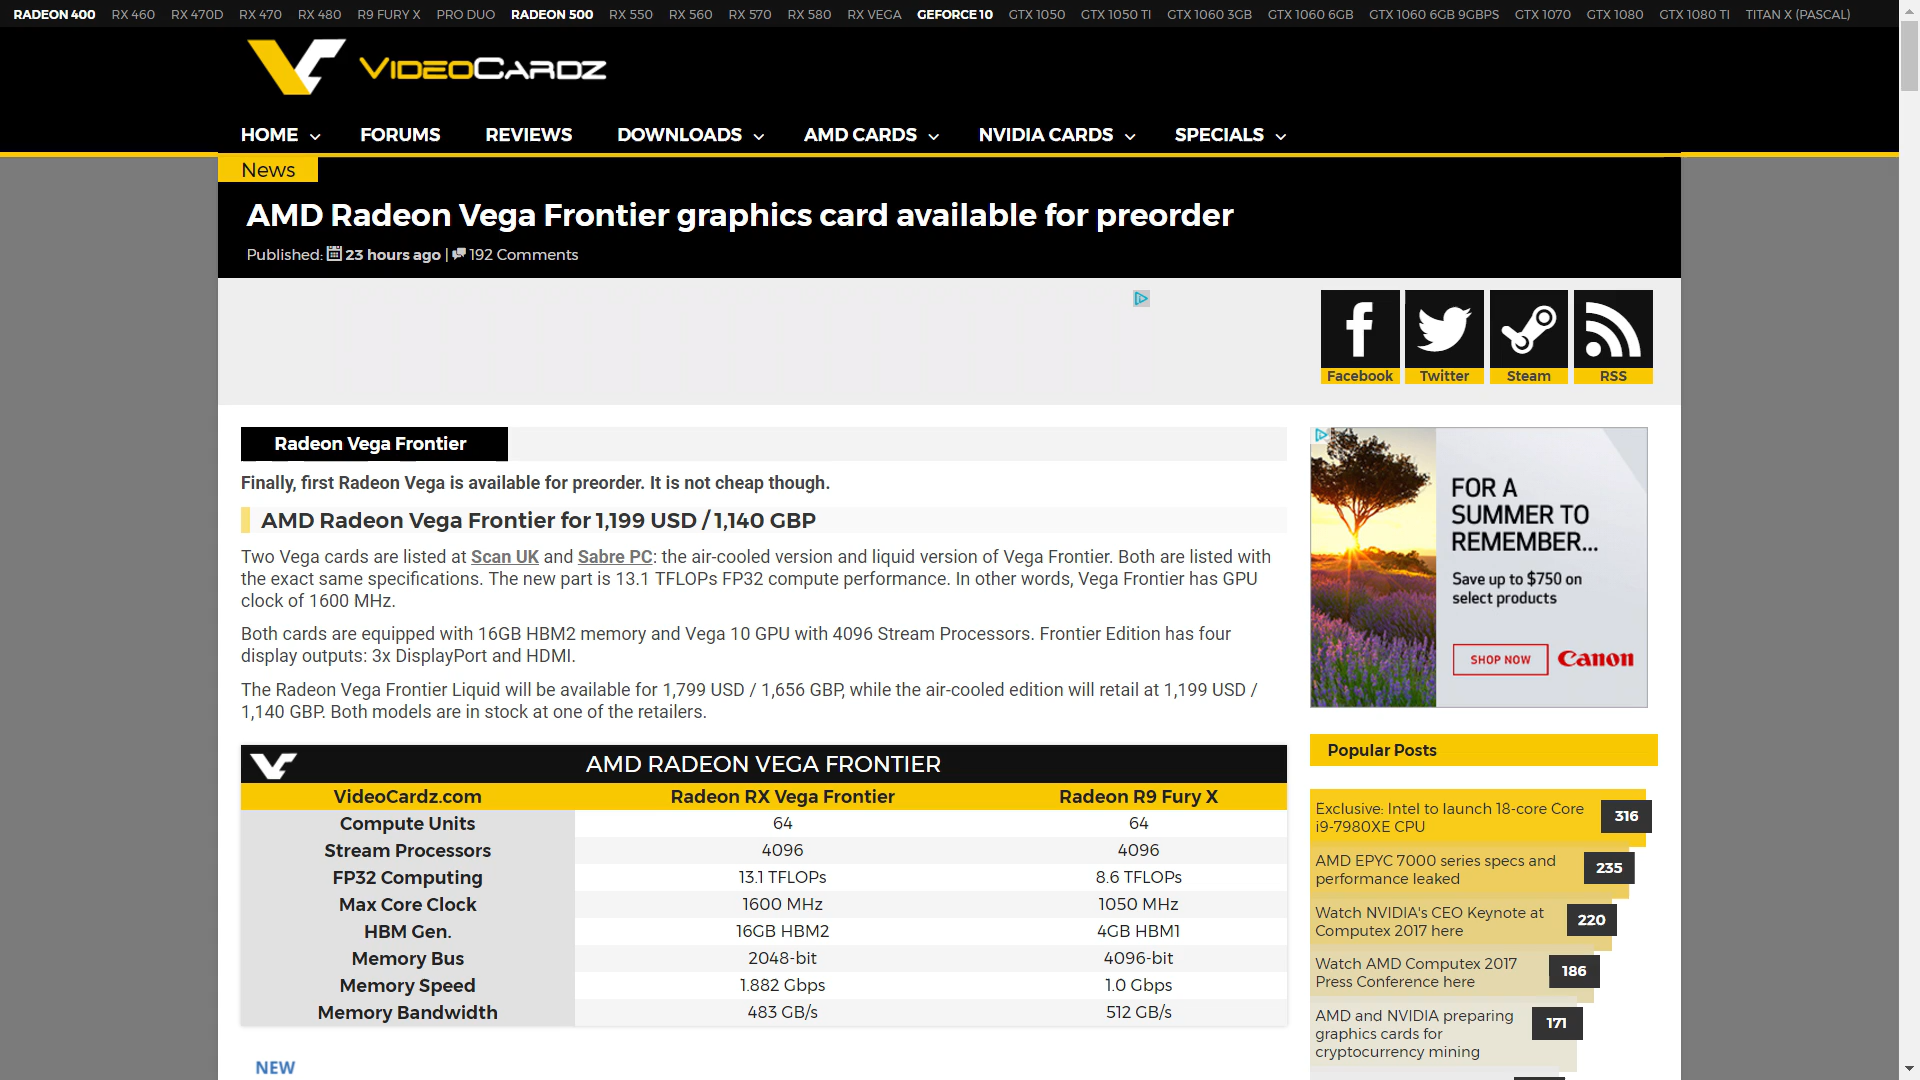 RADEON 400 RX 460 RX 470D RX 470 RX 480 R9 FURY X PRO DUO RADEON 500 RX 550 RX 560 RX 570 RX 580 RX VEGA GEFORCE 10 GTX 1050 GTX 1050 TI GTX 1060 3GB GTX 1060 6GB GTX 1060 6GB 9GBPS GTX 1070 GTX 1080 GTX 1080 TI TITAN X (PASCAL)
VIDEOCARDZ
HOME FORUMS REVIEWS DOWNLOADS AMD CARDS NVIDIA CARDS SPECIALS
News
AMD Radeon Vega Frontier graphics card available for preorder
Published: 23 hours ago | 192 Comments
Facebook Twitter Steam RSS
Radeon Vega Frontier
Finally, first Radeon Vega is available for preorder. It is not cheap though.
AMD Radeon Vega Frontier for 1,199 USD / 1,140 GBP
Two Vega cards are listed at Scan UK and Sabre PC: the air-cooled version and liquid version of Vega Frontier. Both are listed with
the exact same specifications. The new part is 13.1 TFLOPs FP32 compute performance. In other words, Vega Frontier has GPU
clock of 1600 MHz.
Both cards are equipped with 16GB HBM2 memory and Vega 10 GPU with 4096 Stream Processors. Frontier Edition has four
display outputs: 3x DisplayPort and HDMI.
The Radeon Vega Frontier Liquid will be available for 1,799 USD / 1,656 GBP, while the air-cooled edition will retail at 1,199 USD /
1,140 GBP. Both models are in stock at one of the retailers.
AMD RADEON VEGA FRONTIER
VideoCardz.com Radeon RX Vega Frontier Radeon R9 Fury X
Compute Units 64 64
Stream Processors 4096 4096
FP32 Computing 13.1 TFLOPs 8.6 TFLOPs
Max Core Clock 1600 MHz 1050 MHz
HBM Gen. 16GB HBM2 4GB HBM1
Memory Bus 2048-bit 4096-bit
Memory Speed 1.882 Gbps 1.0 Gbps
Memory Bandwidth 483 GB/s 512 GB/s
NEW
FOR A
SUMMER TO
REMEMBER...
Save up to $750 on
select products
SHOP NOW Canon
Popular Posts
Exclusive: Intel to launch 18-core Core
i9-7980XE CPU
316
AMD EPYC 7000 series specs and
performance leaked
235
Watch NVIDIA's CEO Keynote at
Computex 2017 here
220
Watch AMD Computex 2017
Press Conference here
186
AMD and NVIDIA preparing
graphics cards for
cryptocurrency mining
171